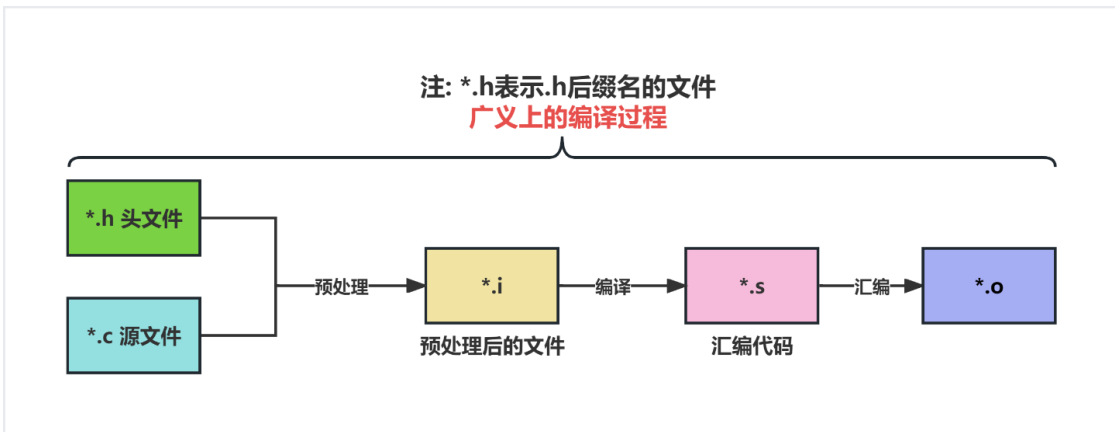 注: *.h表示.h后缀名的文件
广义上的编译过程
*.h 头文件
*.c 源文件
预处理
*.i
预处理后的文件
编译
*.s
汇编代码
汇编
*.o